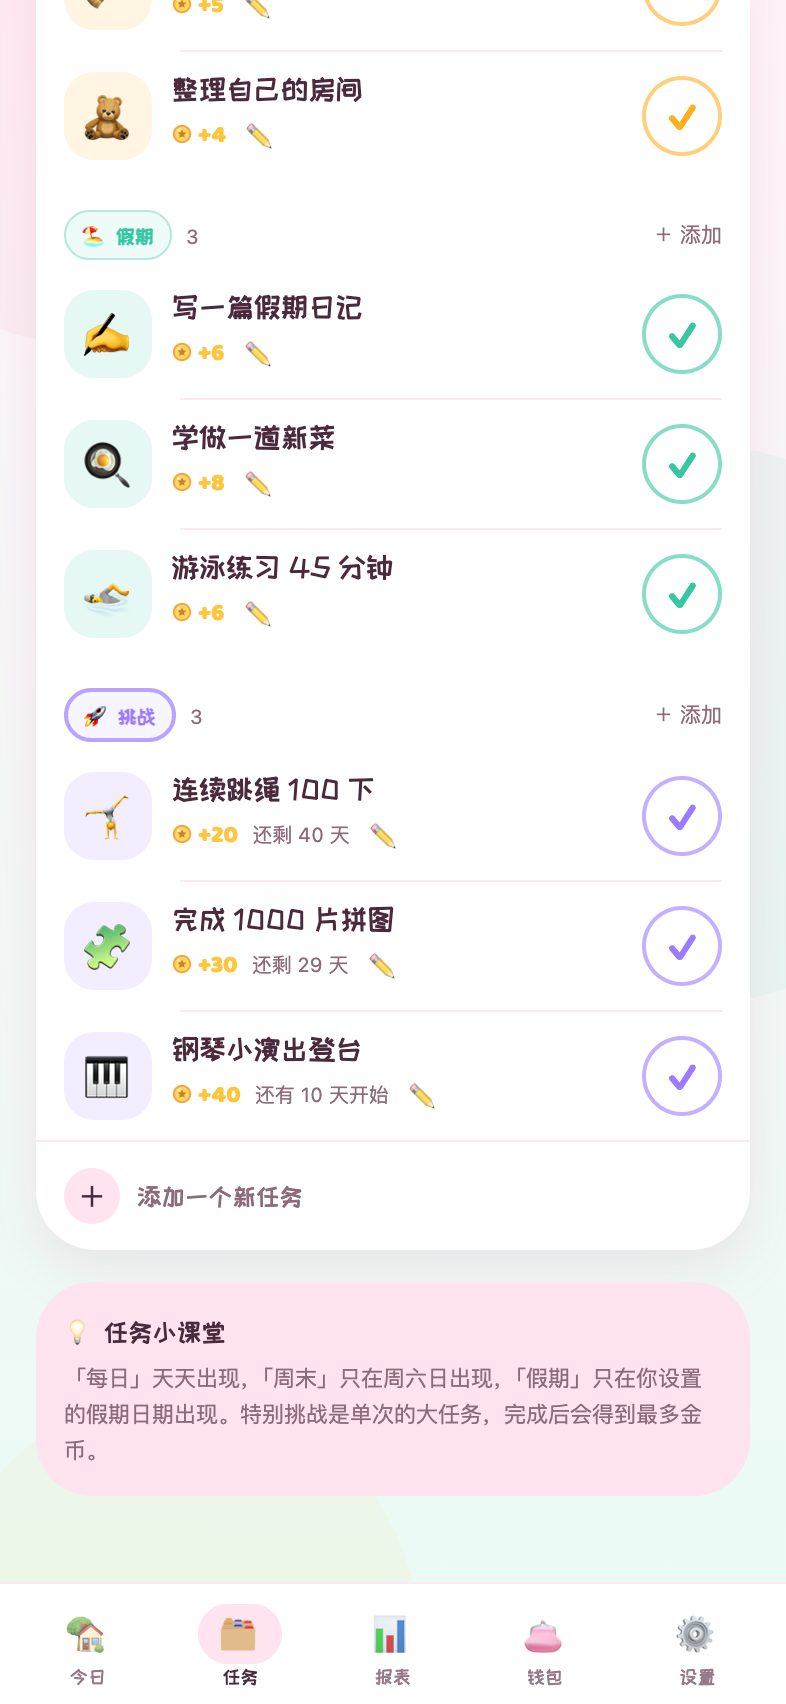 +5
整理自己的房间
+4
假期 3 + 添加
写一篇假期日记
+6
学做一道新菜
+8
游泳练习 45 分钟
+6
挑战 3 + 添加
连续跳绳 100 下
+20 还剩 40 天
完成 1000 片拼图
+30 还剩 29 天
钢琴小演出登台
+40 还有 10 天开始
+ 添加一个新任务
任务小课堂
「每日」天天出现，「周末」只在周六日出现，「假期」只在你设置
的假期日期出现。特别挑战是单次的大任务，完成后会得到最多金
币。
今日 任务 报表 钱包 设置